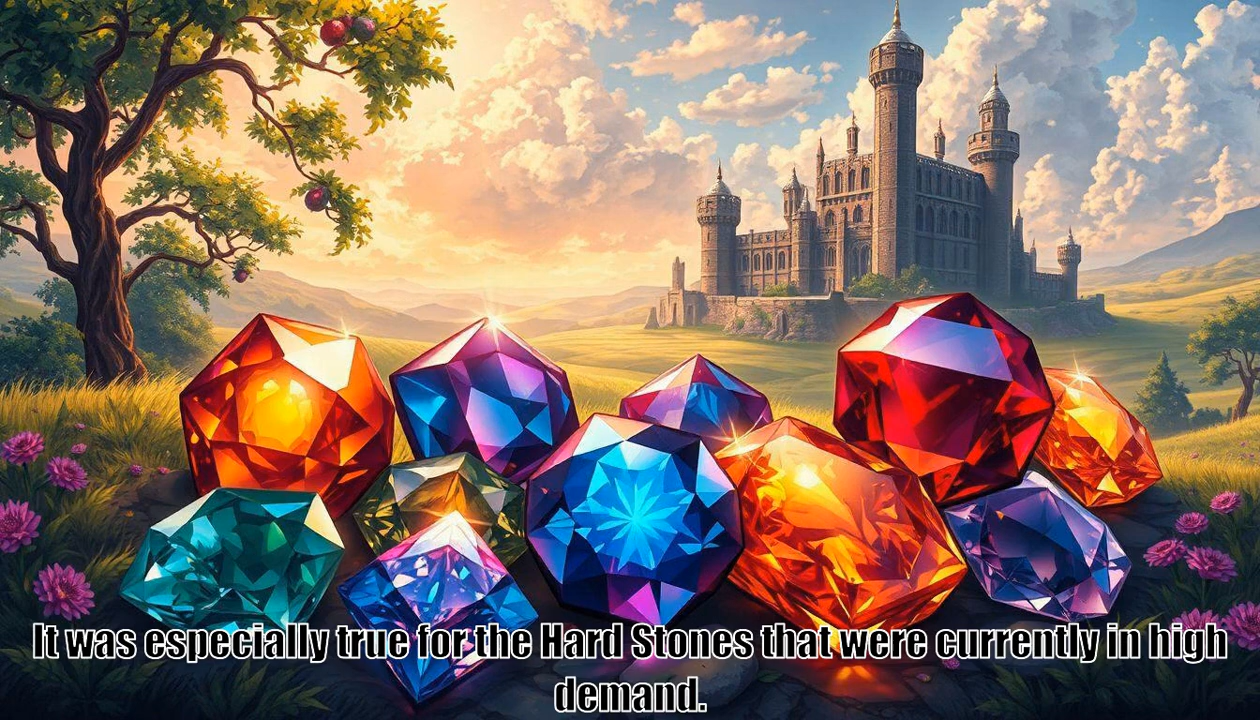 It was especially true for the Hard Stones that were currently in high
demand.